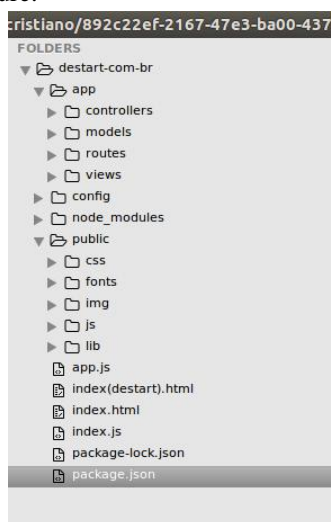 cristiano/892c22ef-2167-47e3-ba00-437
FOLDERS
destart-com-br
app
controllers
models
routes
views
config
node_modules
public
css
fonts
img
js
lib
app.js
index(destart).html
index.html
index.js
package-lock.json
package.json